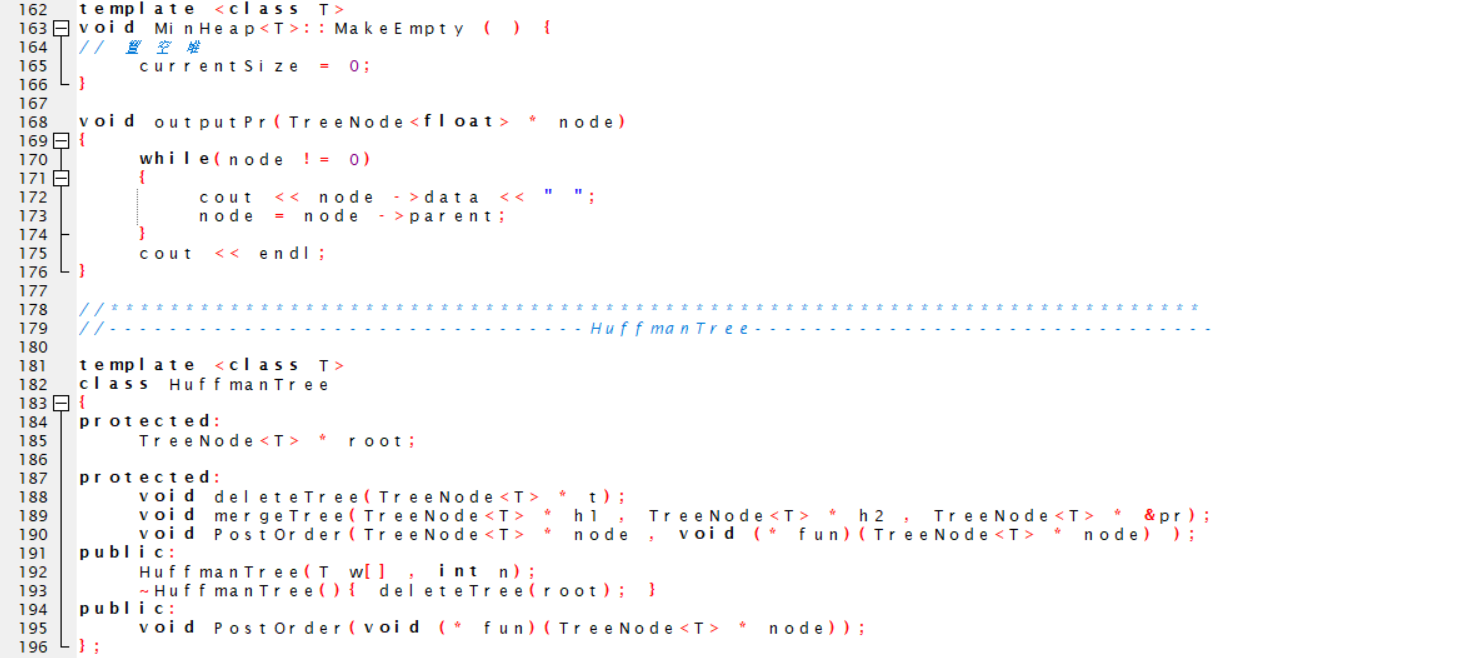 162 template <class T>
163 void MinHeap<T>::MakeEmpty ( ) {
164 // 置空堆
165 currentSize = 0;
166 }
167
168 void outputPr(TreeNode<float> * node)
169 {
170 while(node != 0)
171 {
172 cout << node ->data << " ";
173 node = node ->parent;
174 }
175 cout << endl;
176 }
177
178 //*************************************************************************
179 //--------------------------------HuffmanTree-------------------------------
180
181 template <class T>
182 class HuffmanTree
183 {
184 protected:
185 TreeNode<T> * root;
186
187 protected:
188 void deleteTree(TreeNode<T> * t);
189 void mergeTree(TreeNode<T> * h1 , TreeNode<T> * h2 , TreeNode<T> * &pr);
190 void PostOrder(TreeNode<T> * node , void (* fun)(TreeNode<T> * node) );
191 public:
192 HuffmanTree(T w[] , int n);
193 ~HuffmanTree(){ deleteTree(root); }
194 public:
195 void PostOrder(void (* fun)(TreeNode<T> * node));
196 };